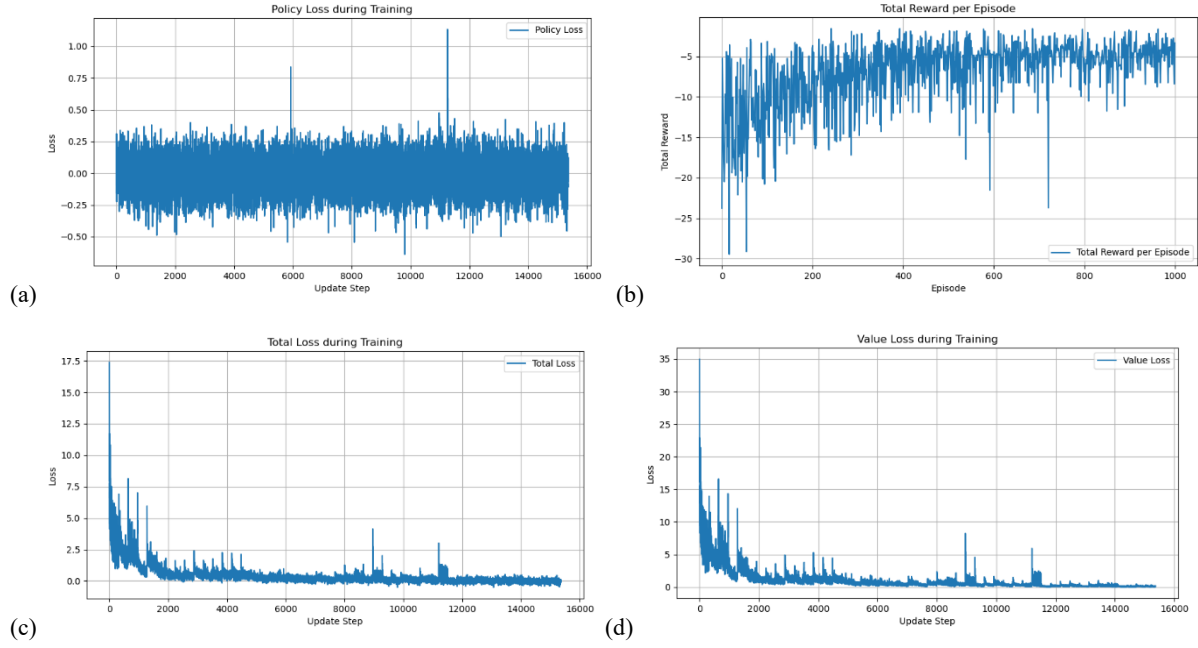 Policy Loss during Training
Policy Loss
1.00
0.75
0.50
0.25
0.00
−0.25
−0.50
Loss
0 2000 4000 6000 8000 10000 12000 14000 16000
Update Step
(a)
Total Reward per Episode
−5
−10
−15
−20
−25
−30
Total Reward
Total Reward per Episode
0 200 400 600 800 1000
Episode
(b)
Total Loss during Training
Total Loss
17.5
15.0
12.5
10.0
7.5
5.0
2.5
0.0
Loss
0 2000 4000 6000 8000 10000 12000 14000 16000
Update Step
(c)
Value Loss during Training
Value Loss
35
30
25
20
15
10
5
0
Loss
0 2000 4000 6000 8000 10000 12000 14000 16000
Update Step
(d)